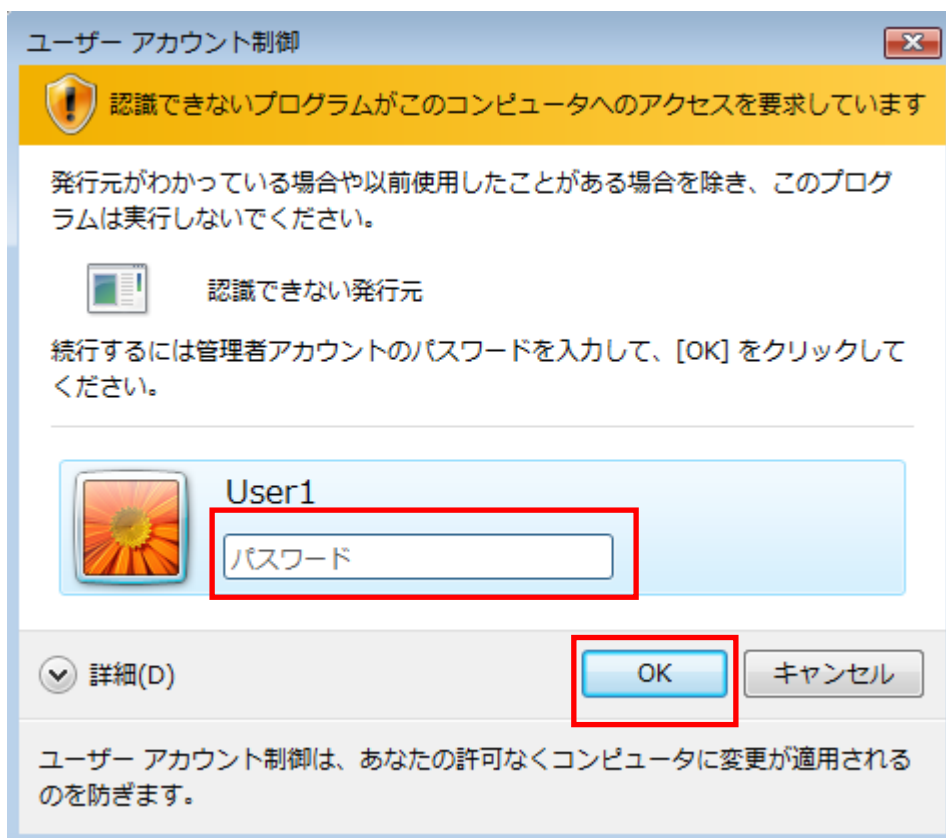 ユーザー アカウント制御
認識できないプログラムがこのコンピュータへのアクセスを要求しています
発行元がわかっている場合や以前使用したことがある場合を除き、このプログ
ラムは実行しないでください。
認識できない発行元
続行するには管理者アカウントのパスワードを入力して、[OK] をクリックして
ください。
User1
パスワード
詳細(D)
OK
キャンセル
ユーザー アカウント制御は、あなたの許可なくコンピュータに変更が適用される
のを防ぎます。